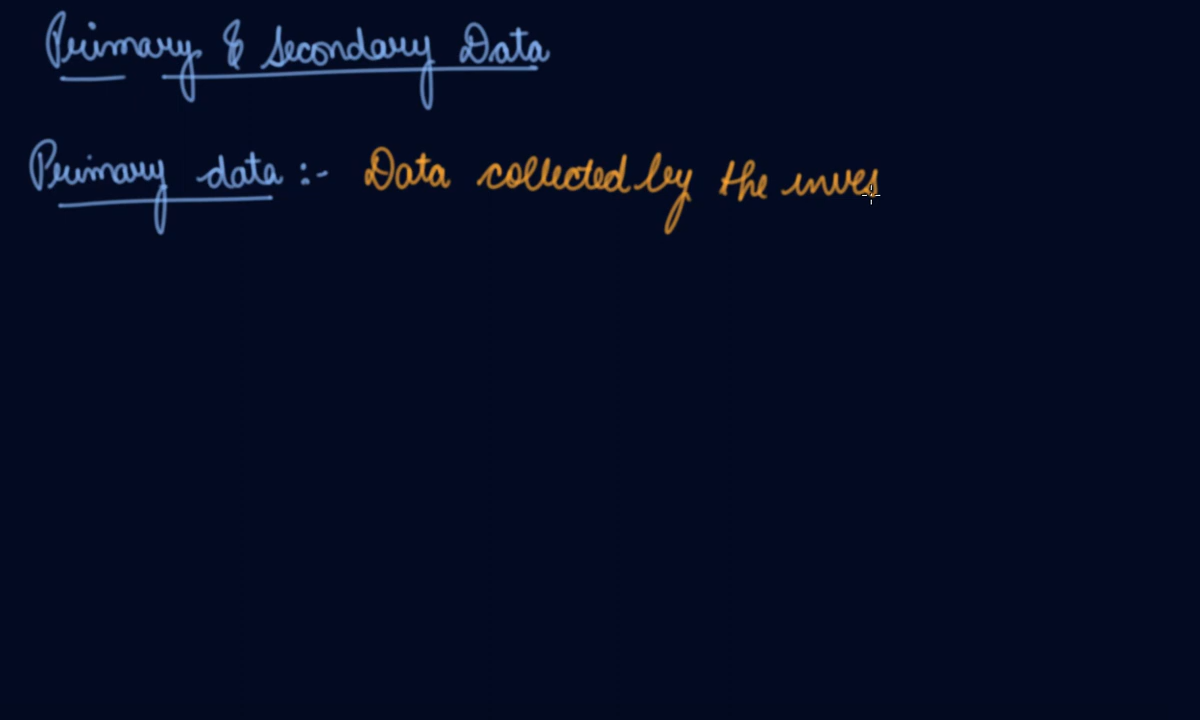 Primary & Secondary Data
Primary data :- Data collected by the inves